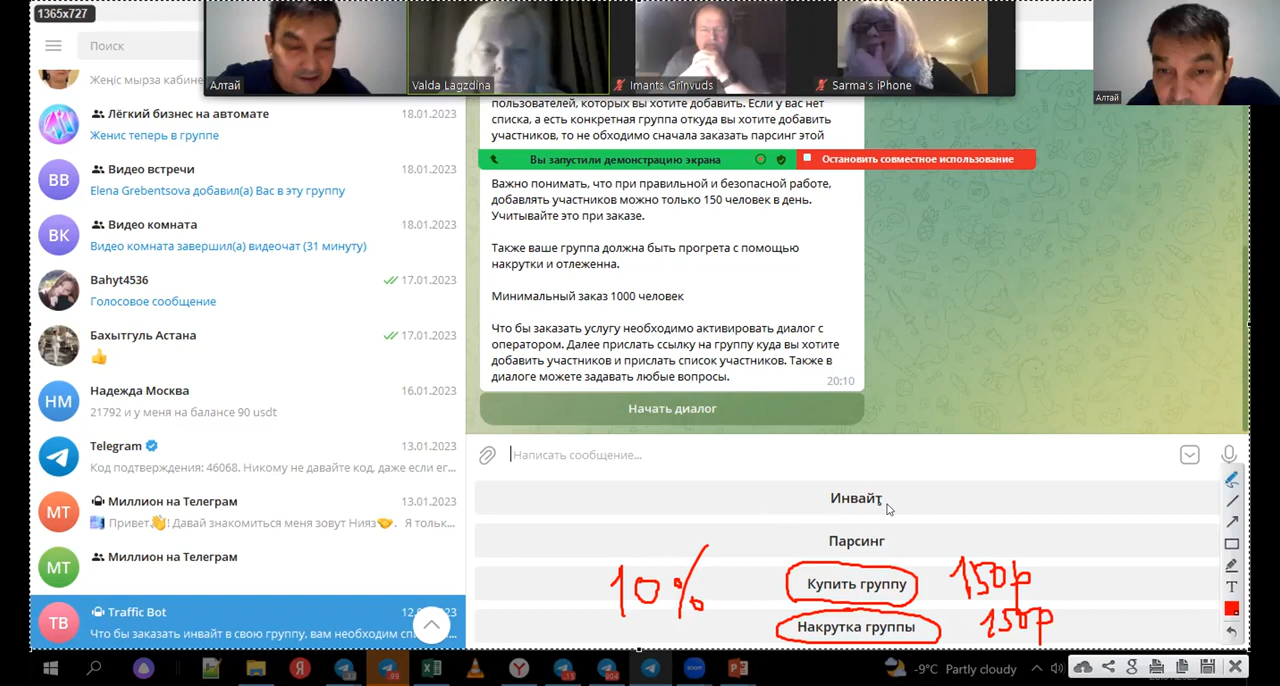 1365x727
Поиск
Алтай
Valda Lagzdina
Imants Grinvuds
Sarma's iPhone
Алтай
Жеңіс мырза кабине
Лёгкий бизнес на автомате
18.01.2023
Женис теперь в группе
ВВ
Видео встречи
18.01.2023
Elena Grebentsova добавил(а) Вас в эту группу
ВК
Видео комната
18.01.2023
Видео комната завершил(а) видеочат (31 минуту)
Bahyt4536
17.01.2023
Голосовое сообщение
Бахытгуль Астана
17.01.2023
👍
НМ
Надежда Москва
16.01.2023
21792 и у меня на балансе 90 usdt
Telegram
13.01.2023
Код подтверждения: 46068. Никому не давайте код, даже если ег...
МТ
Миллион на Телеграм
13.01.2023
Привет👋! Давай знакомиться меня зовут Нияз🤝. Я тольк...
МТ
Миллион на Телеграм
ТВ
Traffic Bot
Что бы заказать инвайт в свою группу, вам необходим
пользователей, которых вы хотите добавить. Если у вас нет
списка, а есть конкретная группа откуда вы хотите добавить
участников, то не обходимо сначала заказать парсинг этой
Вы запустили демонстрацию экрана
Остановить совместное использование
Важно понимать, что при правильной и безопасной работе,
добавлять участников можно только 150 человек в день.
Учитывайте это при заказе.
Также ваше группа должна быть прогрета с помощью
накрутки и отлеженна.
Минимальный заказ 1000 человек
Что бы заказать услугу необходимо активировать диалог с
оператором. Далее прислать ссылку на группу куда вы хотите
добавить участников и прислать список участников. Также в
диалоге можете задавать любые вопросы.
20:10
Начать диалог
Написать сообщение...
Инвайт
Парсинг
10%
Купить группу
150р
Накрутка группы
150р
-9°C Partly cloudy